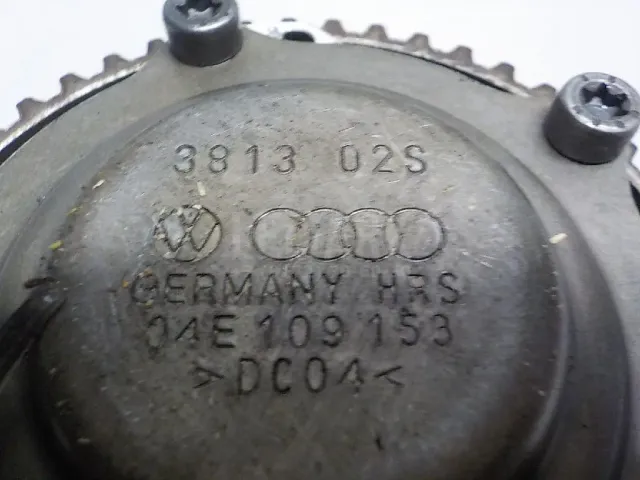 3813 02S
GERMANY HRS
04E 109 153
>DC04<